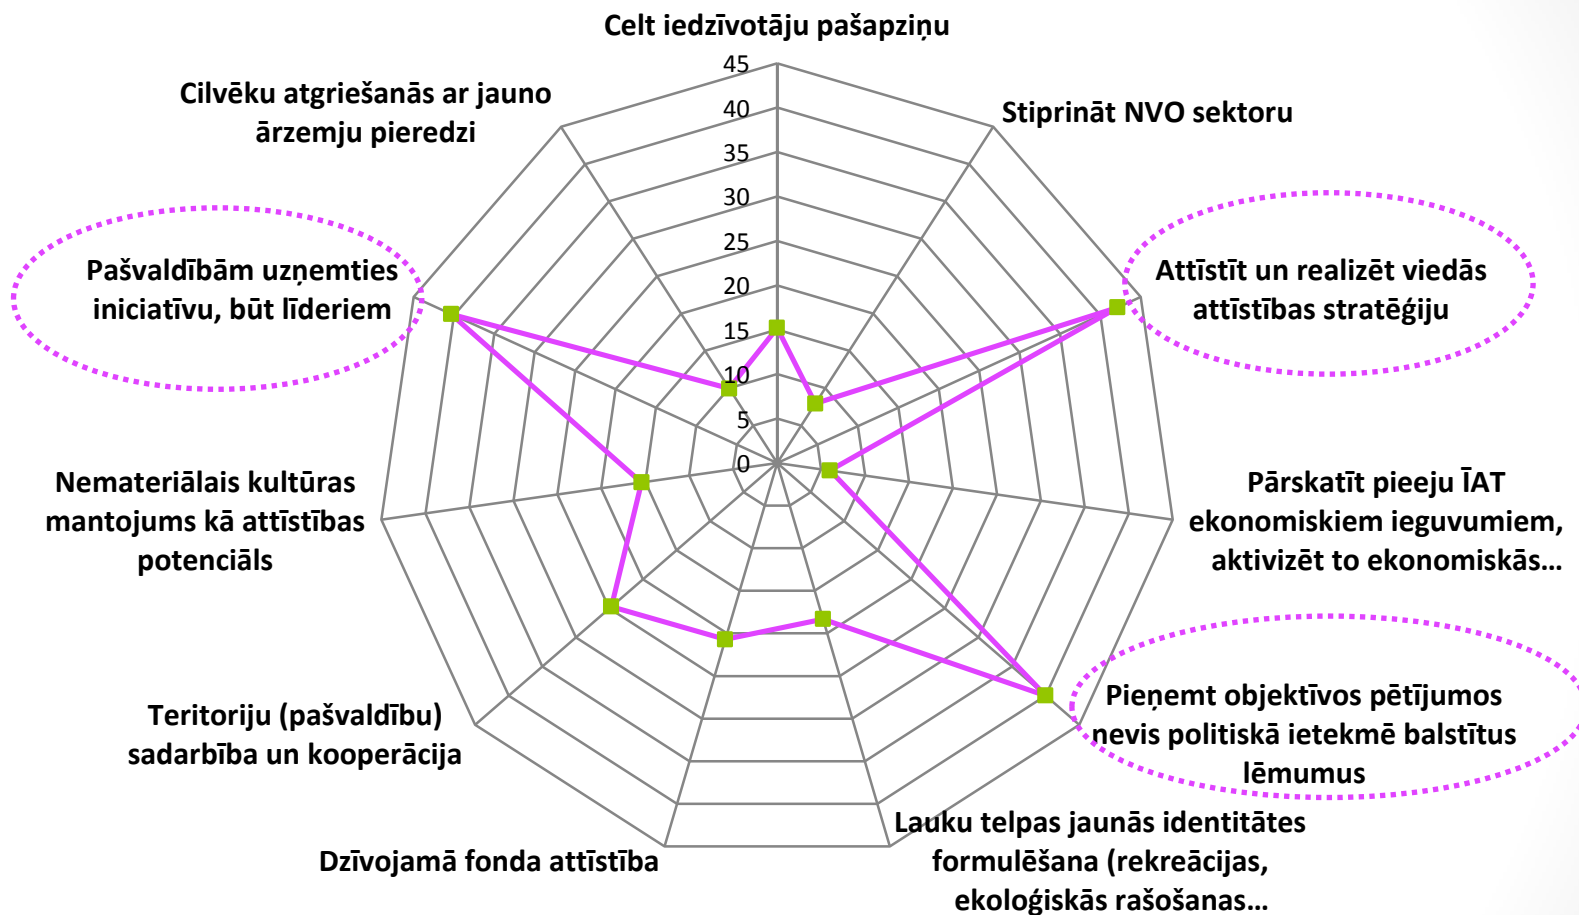 Celt iedzīvotāju pašapziņu
Stiprināt NVO sektoru
Attīstīt un realizēt viedās
attīstības stratēģiju
Pārskatīt pieeju ĪAT
ekonomiskiem ieguvumiem,
aktivizēt to ekonomiskās...
Pieņemt objektīvos pētījumos
nevis politiskā ietekmē balstītus
lēmumus
Lauku telpas jaunās identitātes
formulēšana (rekreācijas,
ekoloģiskās rašošanas...
Dzīvojamā fonda attīstība
Teritoriju (pašvaldību)
sadarbība un kooperācija
Nemateriālais kultūras
mantojums kā attīstības
potenciāls
Pašvaldībām uzņemties
iniciatīvu, būt līderiem
Cilvēku atgriešanās ar jauno
ārzemju pieredzi
45
40
35
30
25
20
15
10
5
0